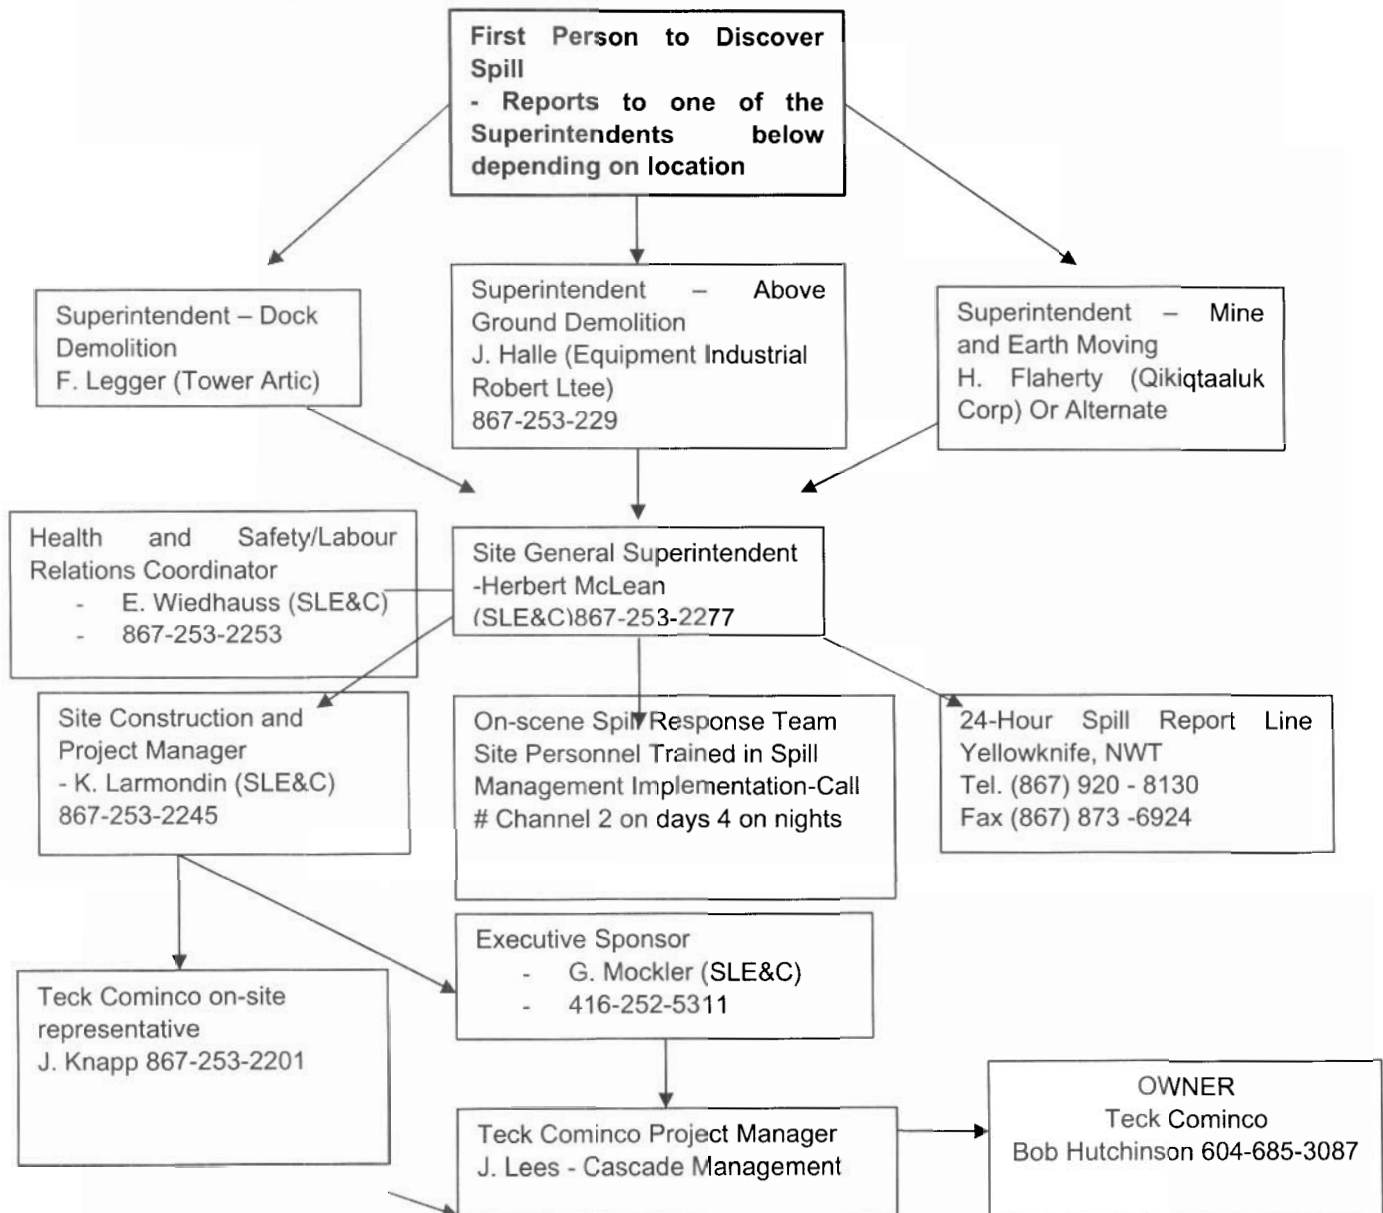 First Person to Discover
Spill
- Reports to one of the
Superintendents below
depending on location
Superintendent – Dock
Demolition
F. Legger (Tower Artic)
Superintendent – Above
Ground Demolition
J. Halle (Equipment Industrial
Robert Ltee)
867-253-229
Superintendent – Mine
and Earth Moving
H. Flaherty (Qikiqtaaluk
Corp) Or Alternate
Health and Safety/Labour
Relations Coordinator
- E. Wiedhauss (SLE&C)
- 867-253-2253
Site General Superintendent
-Herbert McLean
(SLE&C)867-253-2277
Site Construction and
Project Manager
- K. Larmondin (SLE&C)
867-253-2245
On-scene Spill Response Team
Site Personnel Trained in Spill
Management Implementation-Call
# Channel 2 on days 4 on nights
24-Hour Spill Report Line
Yellowknife, NWT
Tel. (867) 920 - 8130
Fax (867) 873 -6924
Executive Sponsor
- G. Mockler (SLE&C)
- 416-252-5311
Teck Cominco on-site
representative
J. Knapp 867-253-2201
Teck Cominco Project Manager
J. Lees - Cascade Management
OWNER
Teck Cominco
Bob Hutchinson 604-685-3087